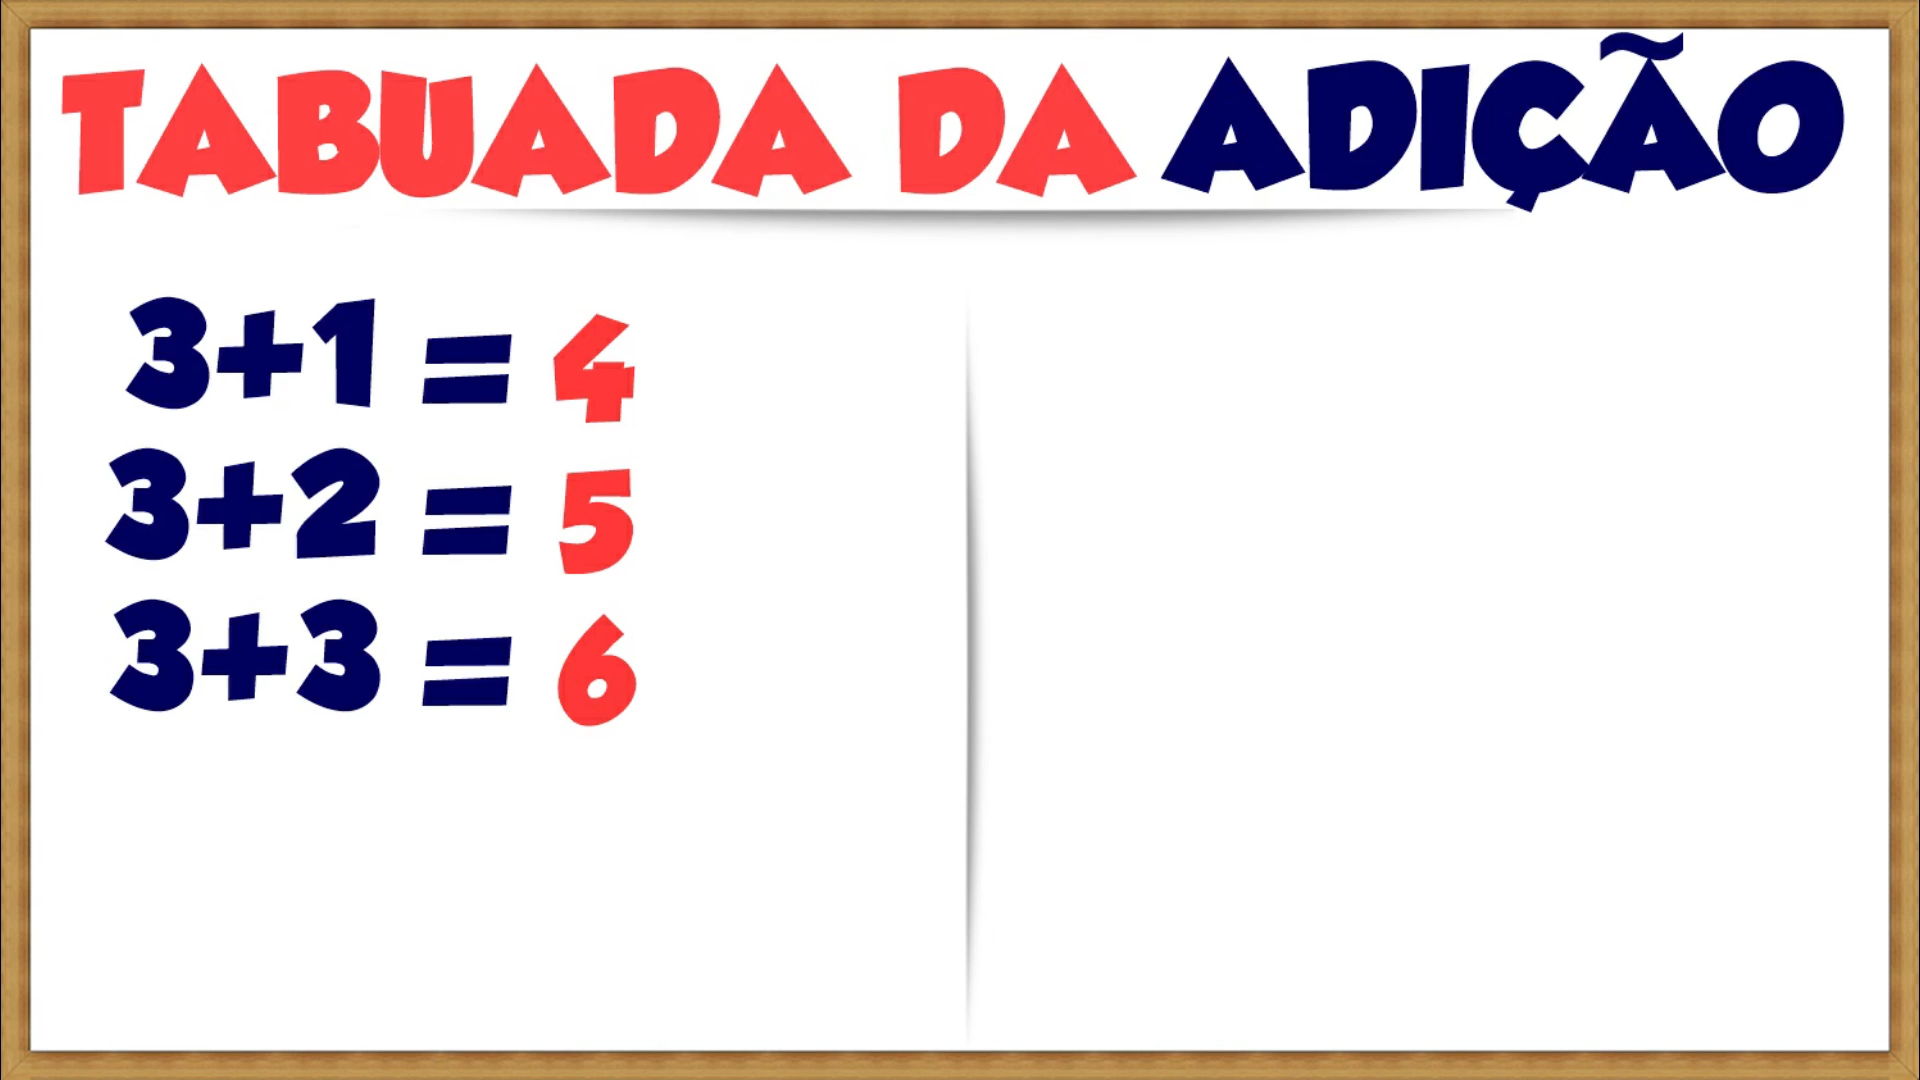 TABUADA DA ADIÇÃO
3+1 = 4
3+2 = 5
3+3 = 6